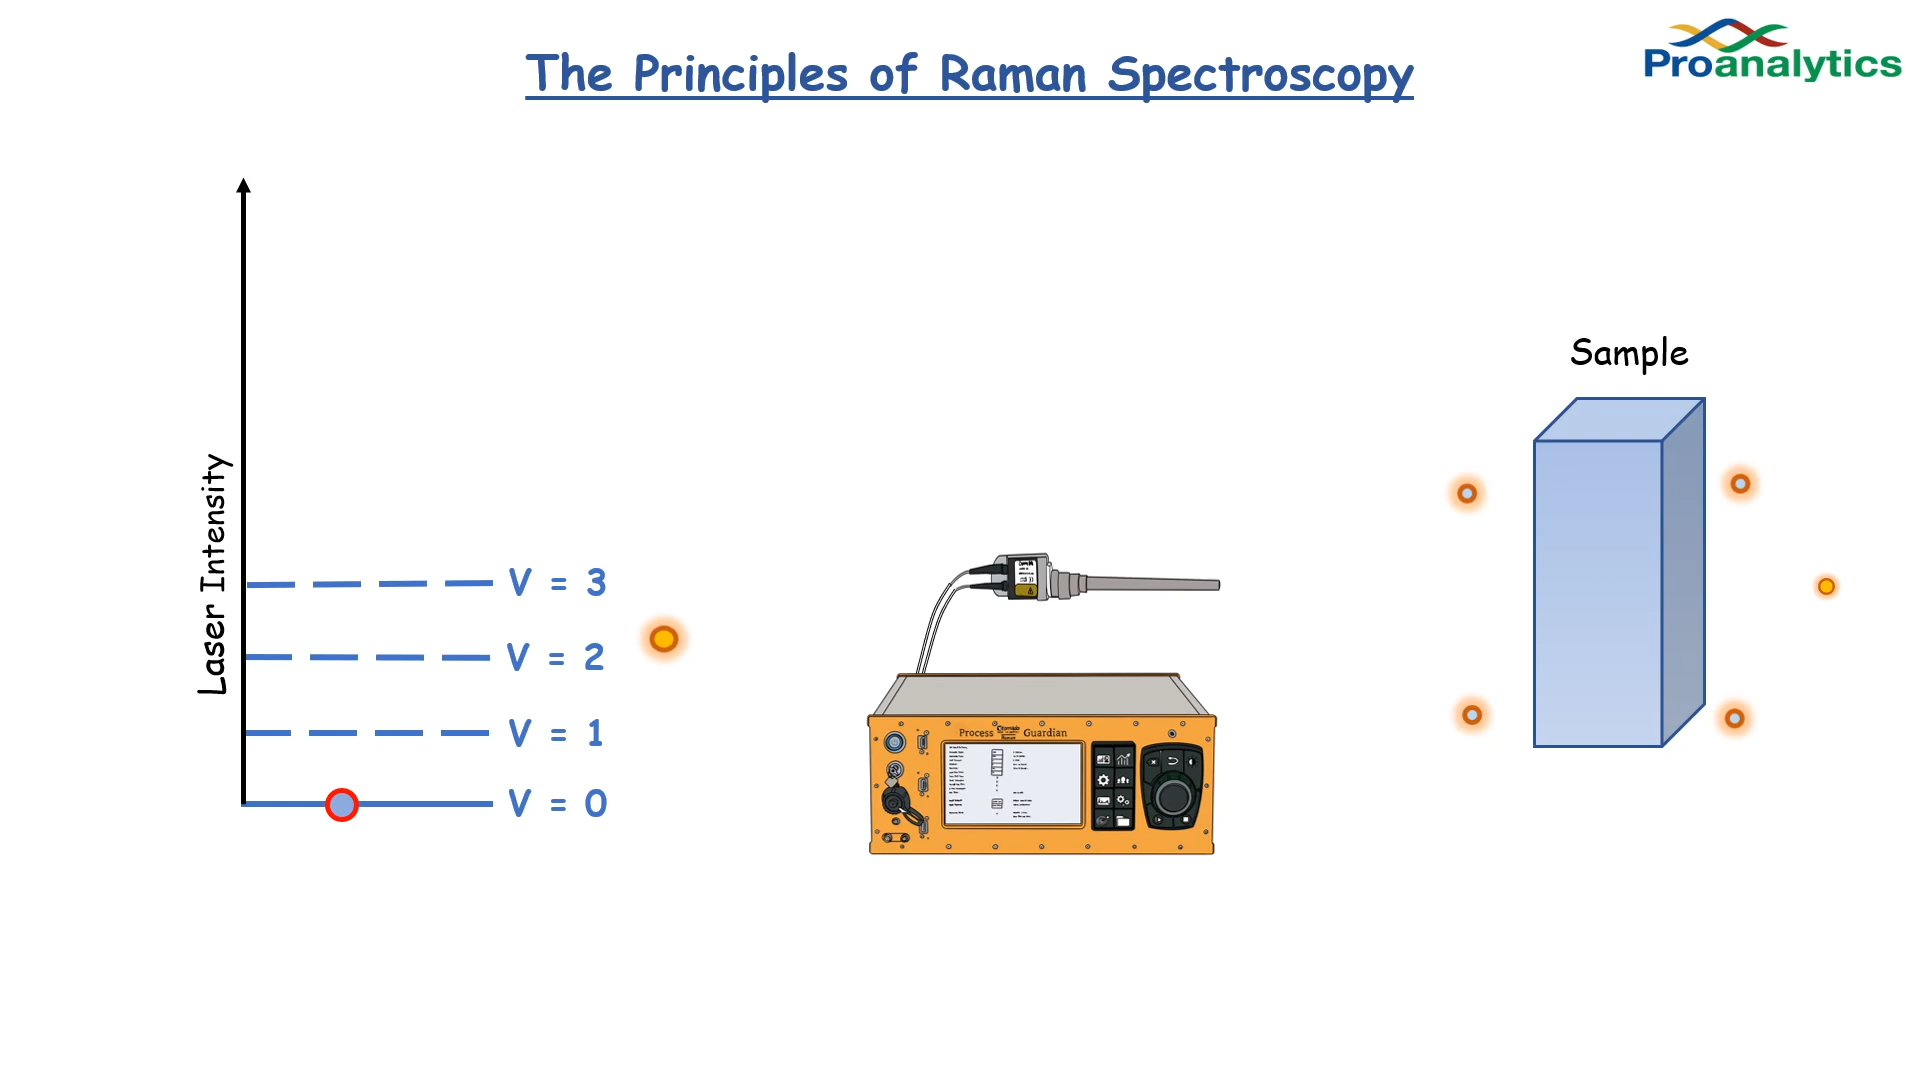 The Principles of Raman Spectroscopy
Proanalytics
Sample
Laser Intensity
V = 3
V = 2
V = 1
V = 0
Process Guardian